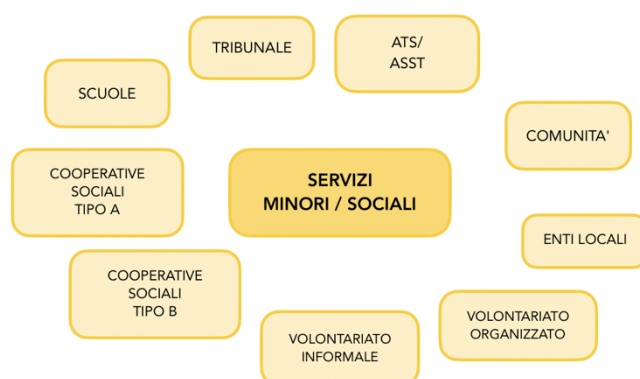 TRIBUNALE
ATS/
ASST
SCUOLE
COMUNITA'
COOPERATIVE
SOCIALI
TIPO A
SERVIZI
MINORI / SOCIALI
ENTI LOCALI
COOPERATIVE
SOCIALI
TIPO B
VOLONTARIATO
ORGANIZZATO
VOLONTARIATO
INFORMALE